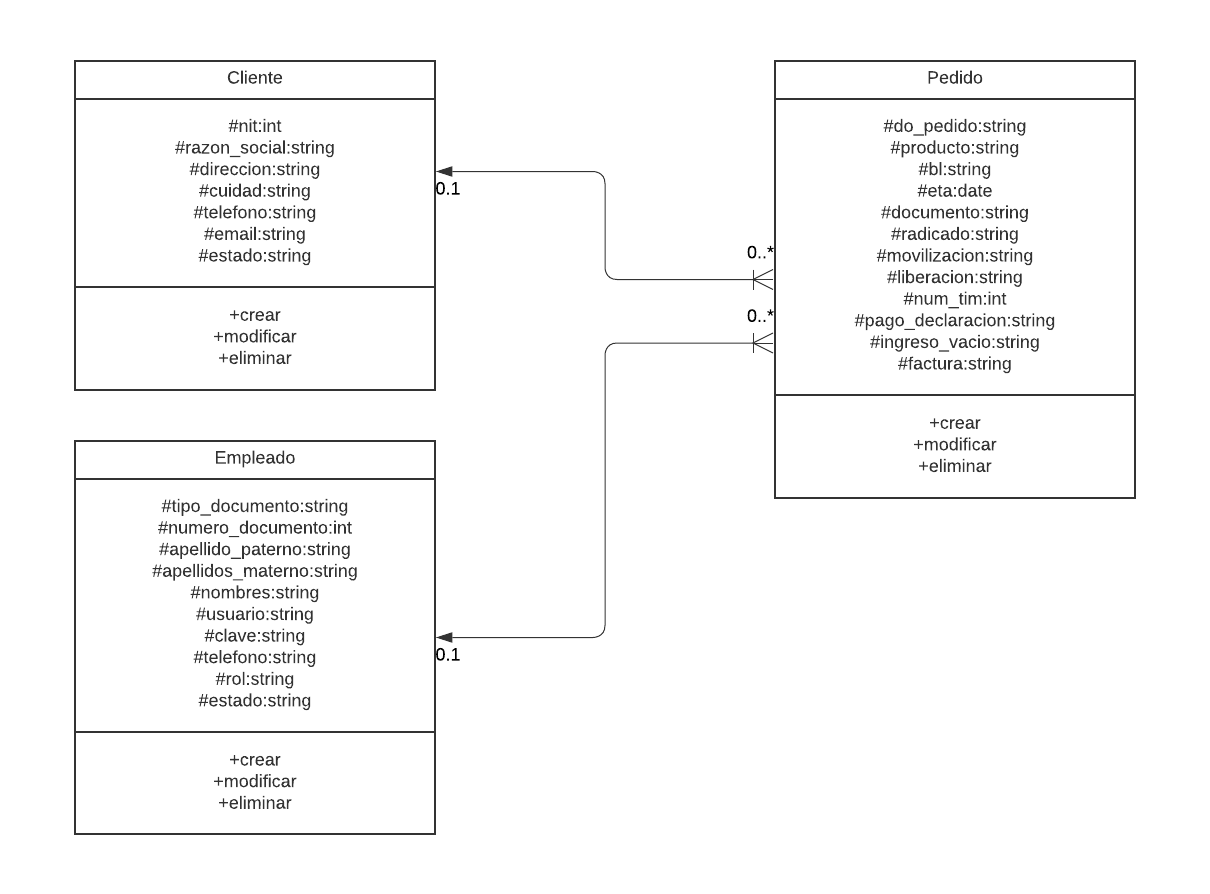 Cliente
#nit:int
#razon_social:string
#direccion:string
#cuidad:string
#telefono:string
#email:string
#estado:string
+crear
+modificar
+eliminar
0.1
Pedido
#do_pedido:string
#producto:string
#bl:string
#eta:date
#documento:string
#radicado:string
#movilizacion:string
#liberacion:string
#num_tim:int
#pago_declaracion:string
#ingreso_vacio:string
#factura:string
+crear
+modificar
+eliminar
0..*
0..*
Empleado
#tipo_documento:string
#numero_documento:int
#apellido_paterno:string
#apellidos_materno:string
#nombres:string
#usuario:string
#clave:string
#telefono:string
#rol:string
#estado:string
+crear
+modificar
+eliminar
0.1